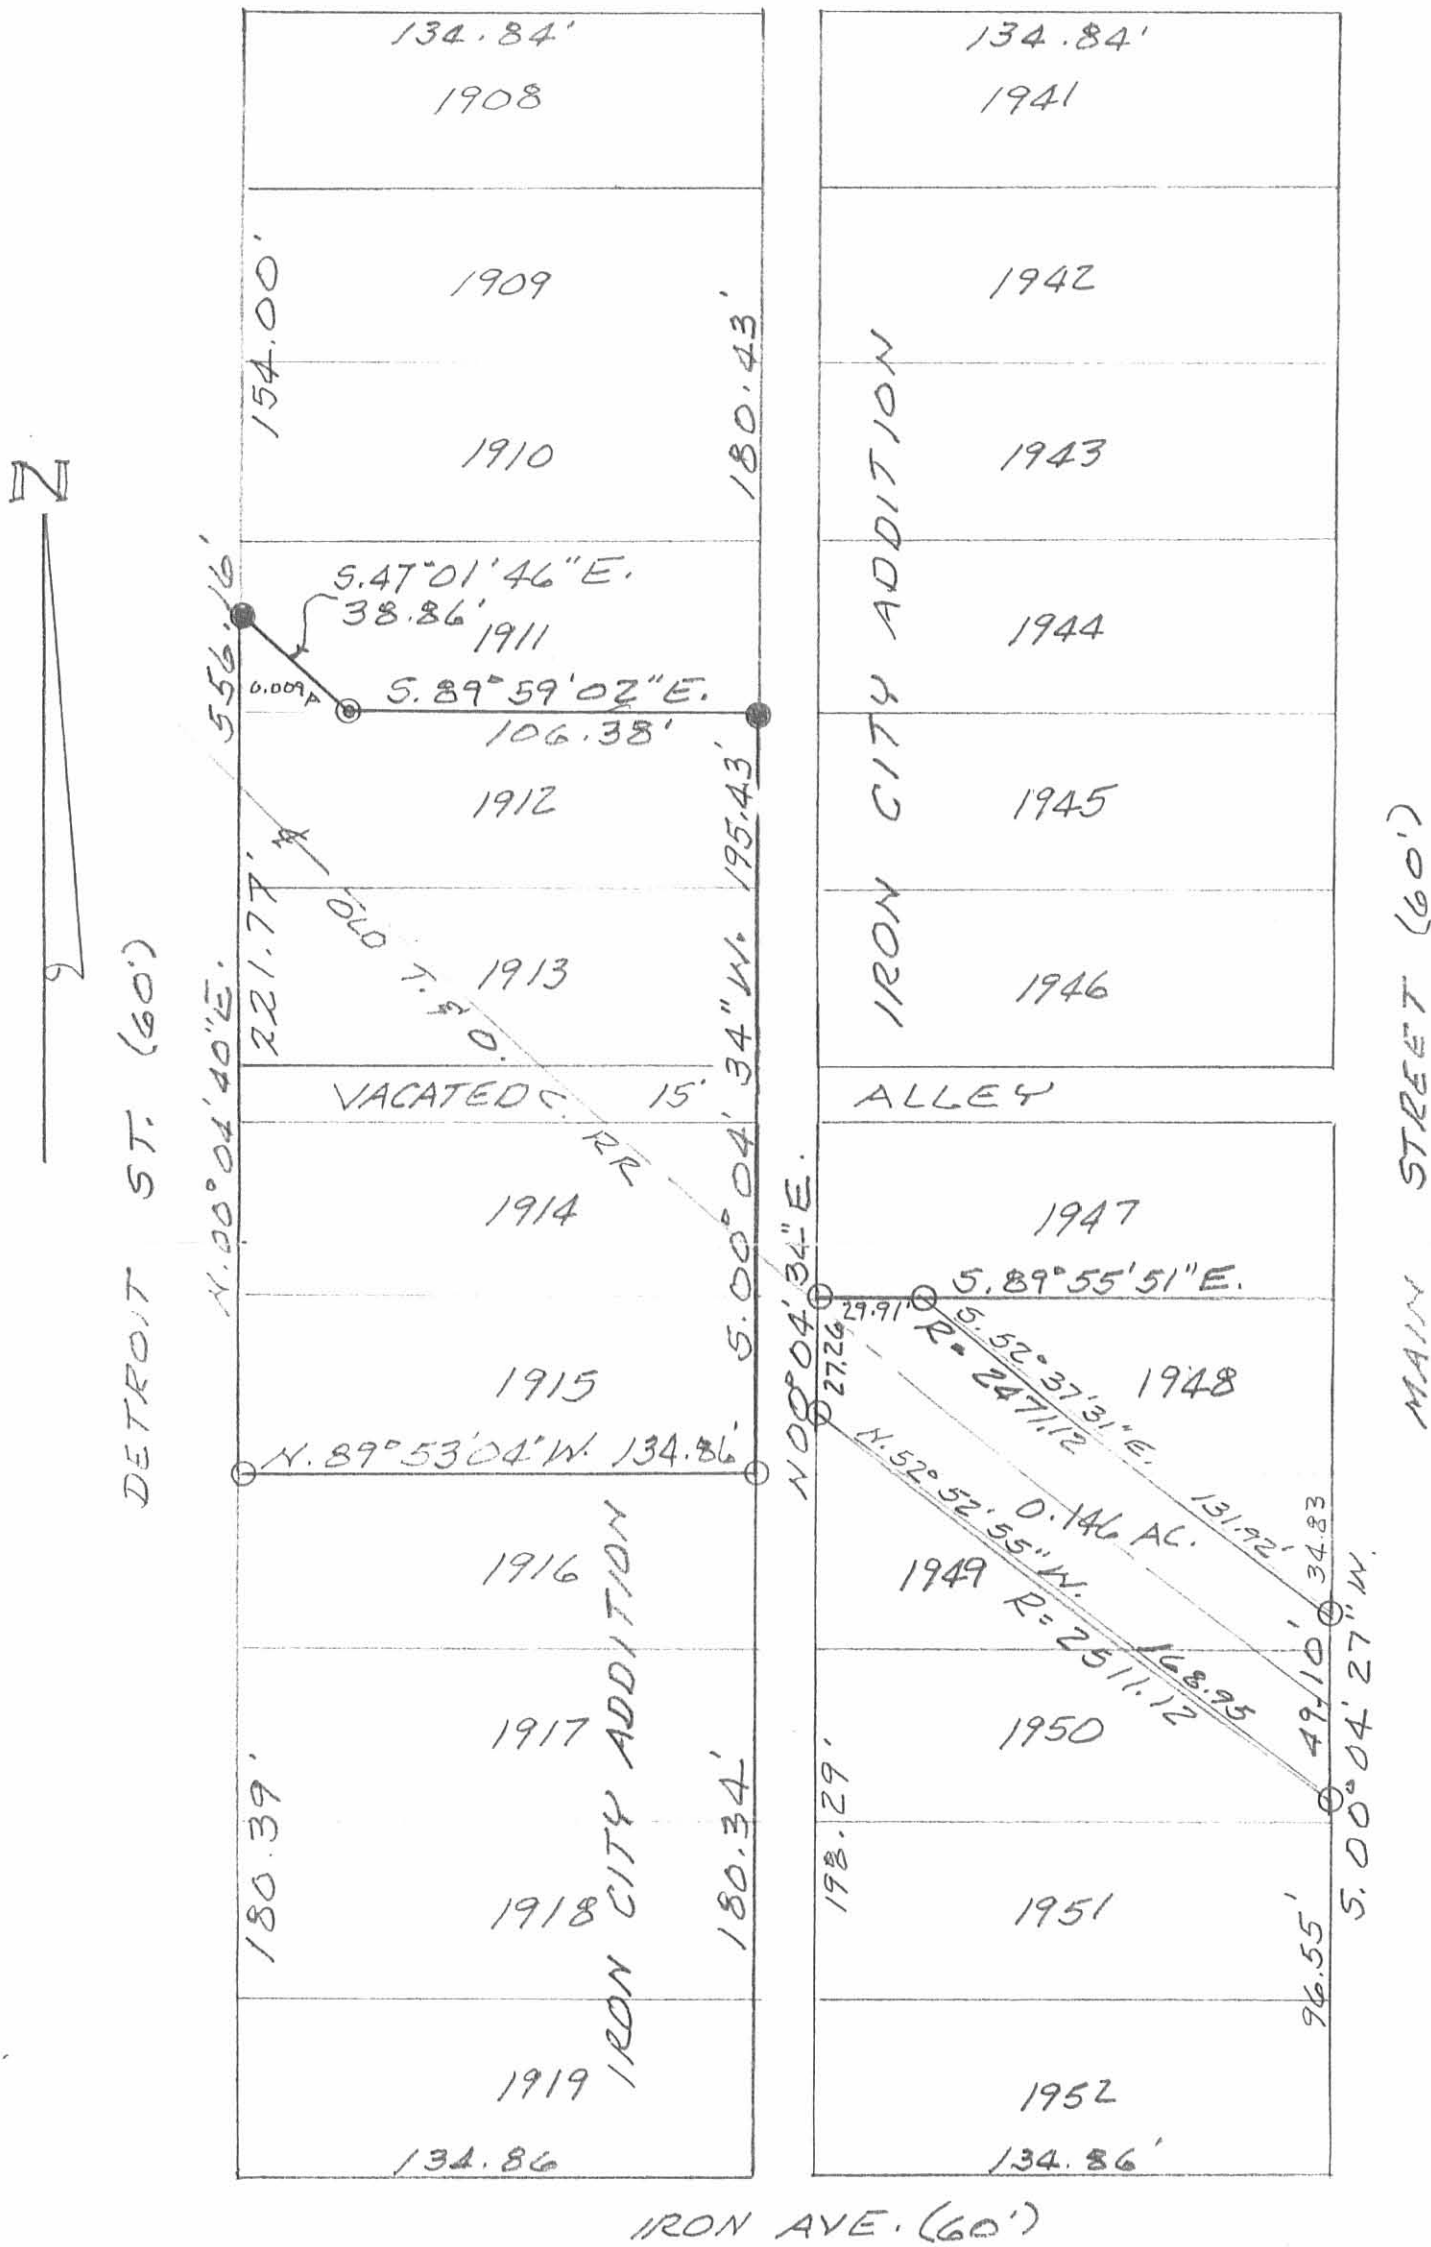 134.84'
134.84'
1908
1941
154.00'
1909
180.43'
1942
IRON CITY ADDITION
1910
1943
N
S.47°01'46"E.
38.86'
1911
1944
556.16'
0.009A
S.89°59'02"E.
106.38'
1912
195.43'
1945
221.77'
OLD T. & O. C. RR
1913
1946
DETROIT ST. (60')
N.00°04'40"E.
S.00°04'34"W.
MAIN STREET (60')
VACATED 15' ALLEY
1914
1947
N00°04'34"E.
S.89°55'51"E.
29.91'
27.26
S.52°37'31"E. 131.92'
R= 2471.12
1915
1948
N.89°53'04"W. 134.86'
N.52°52'55"W. 168.95
R= 2511.12
0.146 AC.
34.83
1916
1949
IRON CITY ADDITION
49.10'
S.00°04'27"W.
1917
1950
180.39'
180.34'
198.29'
1918
1951
96.55'
1919
1952
134.86
134.86'
IRON AVE. (60')